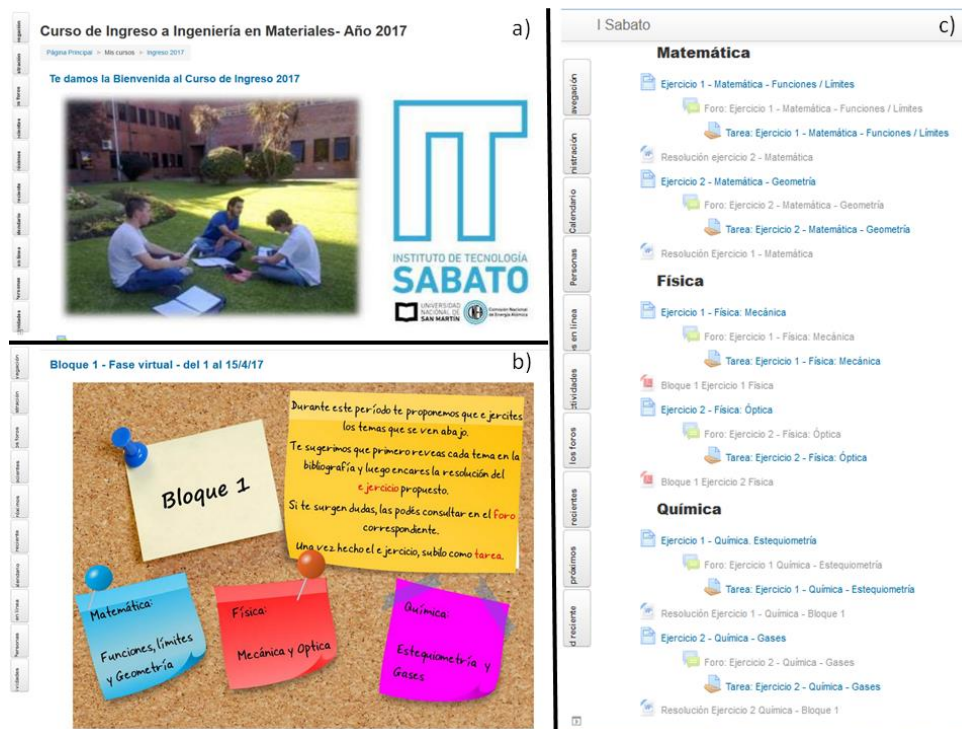 Curso de Ingreso a Ingeniería en Materiales- Año 2017
a)
Página Principal > Mis cursos > Ingreso 2017
Te damos la Bienvenida al Curso de Ingreso 2017
INSTITUTO DE TECNOLOGÍA
SABATO
UNIVERSIDAD
NACIONAL DE
SAN MARTÍN
Comisión Nacional
de Energía Atómica
Bloque 1 - Fase virtual - del 1 al 15/4/17
b)
Bloque 1
Durante este período te proponemos que ejercites
los temas que se ven abajo.
Te sugerimos que primero reveas cada tema en la
bibliografía y luego encares la resolución del
ejercicio propuesto.
Si te surgen dudas, las podés consultar en el foro
correspondiente.
Una vez hecho el ejercicio, subílo como tarea.
Matemática:
Funciones, límites
y Geometría
Física:
Mecánica y Optica
Química:
Estequiometría y
Gases
I Sabato
c)
avegación
nistración
Calendario
Personas
s en línea
ctividades
los foros
recientes
próximos
d reciente
Matemática
Ejercicio 1 - Matemática - Funciones / Límites
Foro: Ejercicio 1 - Matemática - Funciones / Límites
Tarea: Ejercicio 1 - Matemática - Funciones / Límites
Resolución ejercicio 2 - Matemática
Ejercicio 2 - Matemática - Geometría
Foro: Ejercicio 2 - Matemática - Geometría
Tarea: Ejercicio 2 - Matemática - Geometría
Resolución Ejercicio 1 - Matemática
Física
Ejercicio 1 - Física: Mecánica
Foro: Ejercicio 1 - Física: Mecánica
Tarea: Ejercicio 1 - Física: Mecánica
Bloque 1 Ejercicio 1 Física
Ejercicio 2 - Física: Óptica
Foro: Ejercicio 2 - Física: Óptica
Tarea: Ejercicio 2 - Física: Óptica
Bloque 1 Ejercicio 2 Física
Química
Ejercicio 1 - Química. Estequiometría
Foro: Ejercicio 1 Química - Estequiometría
Tarea: Ejercicio 1 - Química - Estequiometría
Resolución Ejercicio 1 - Química - Bloque 1
Ejercicio 2 - Química - Gases
Foro: Ejercicio 2 - Química - Gases
Tarea: Ejercicio 2 - Química - Gases
Resolución Ejercicio 2 Química - Bloque 1